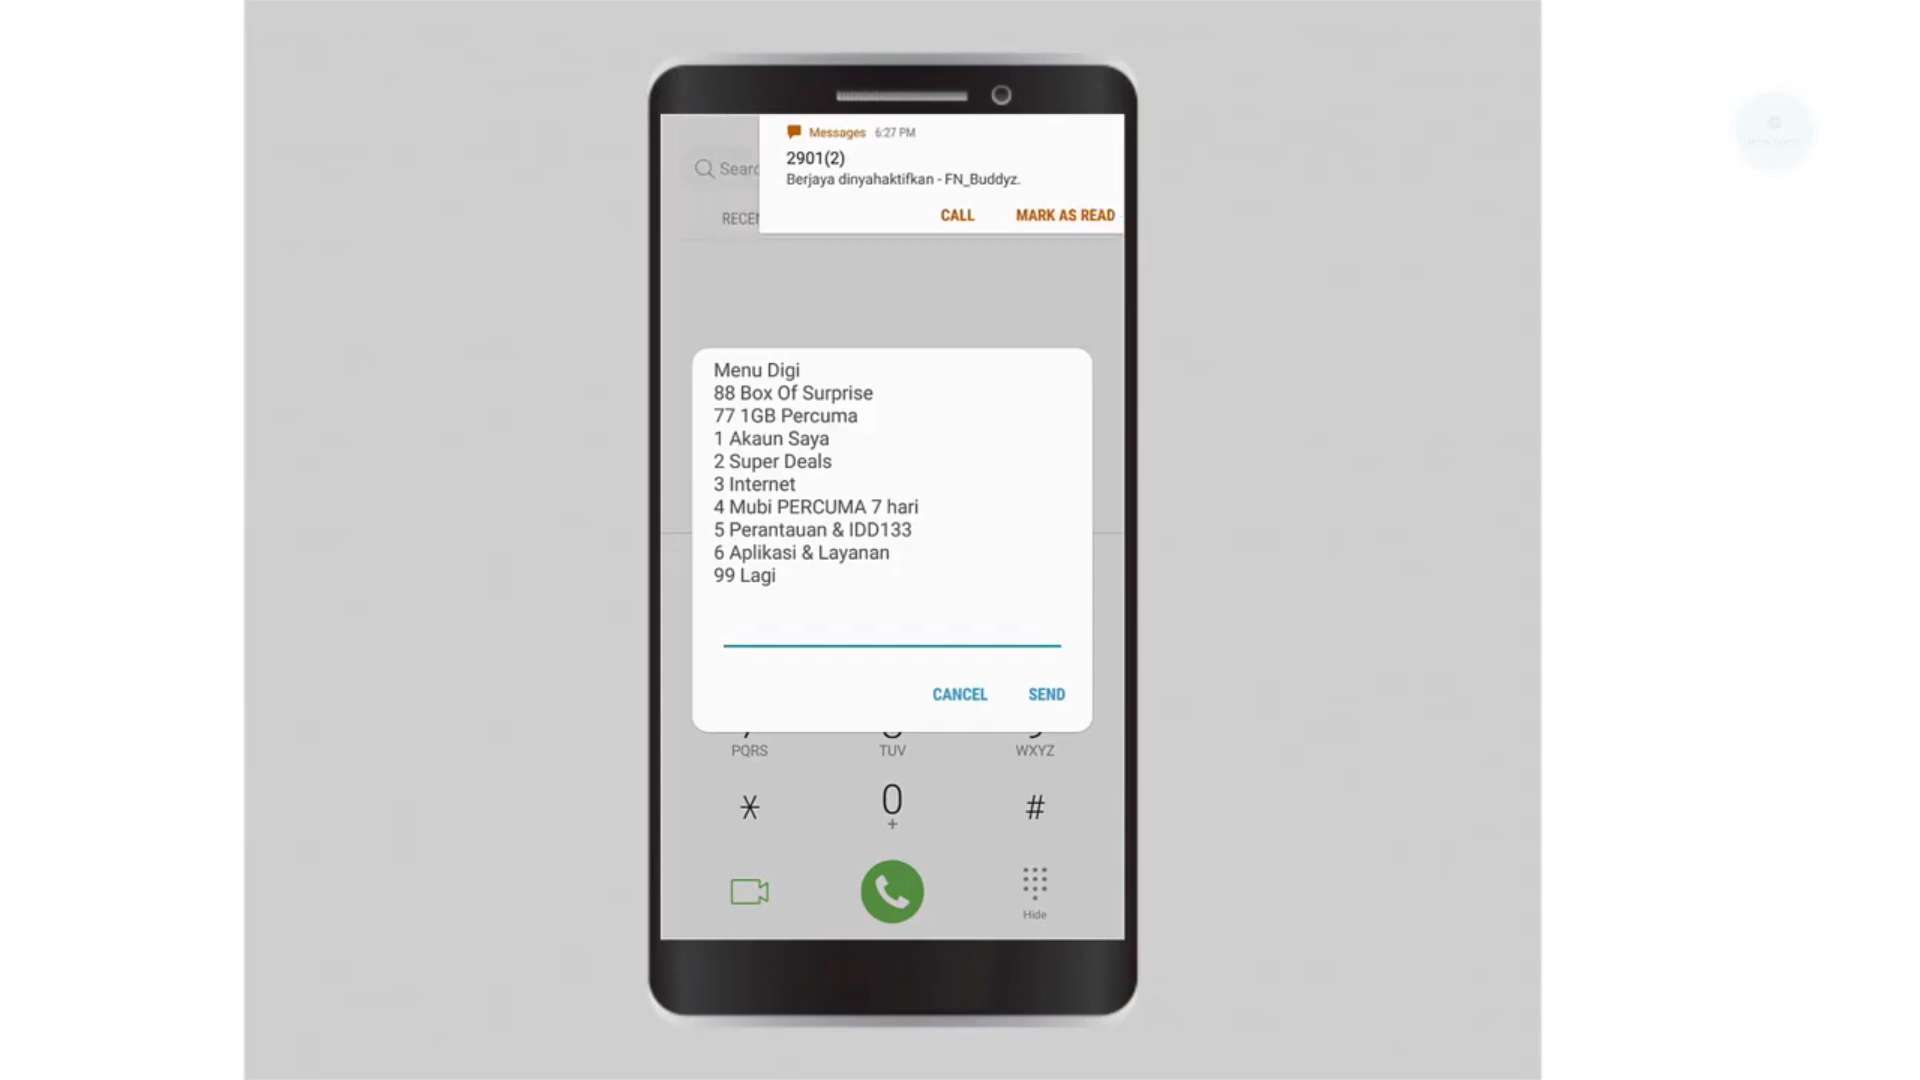 Messages 6:27 PM
2901(2)
Berjaya dinyahaktifkan - FN_Buddyz.
CALL MARK AS READ
Menu Digi
88 Box Of Surprise
77 1GB Percuma
1 Akaun Saya
2 Super Deals
3 Internet
4 Mubi PERCUMA 7 hari
5 Perantauan & IDD133
6 Aplikasi & Layanan
99 Lagi
CANCEL SEND
PQRS TUV WXYZ
* 0 #
+
Hide